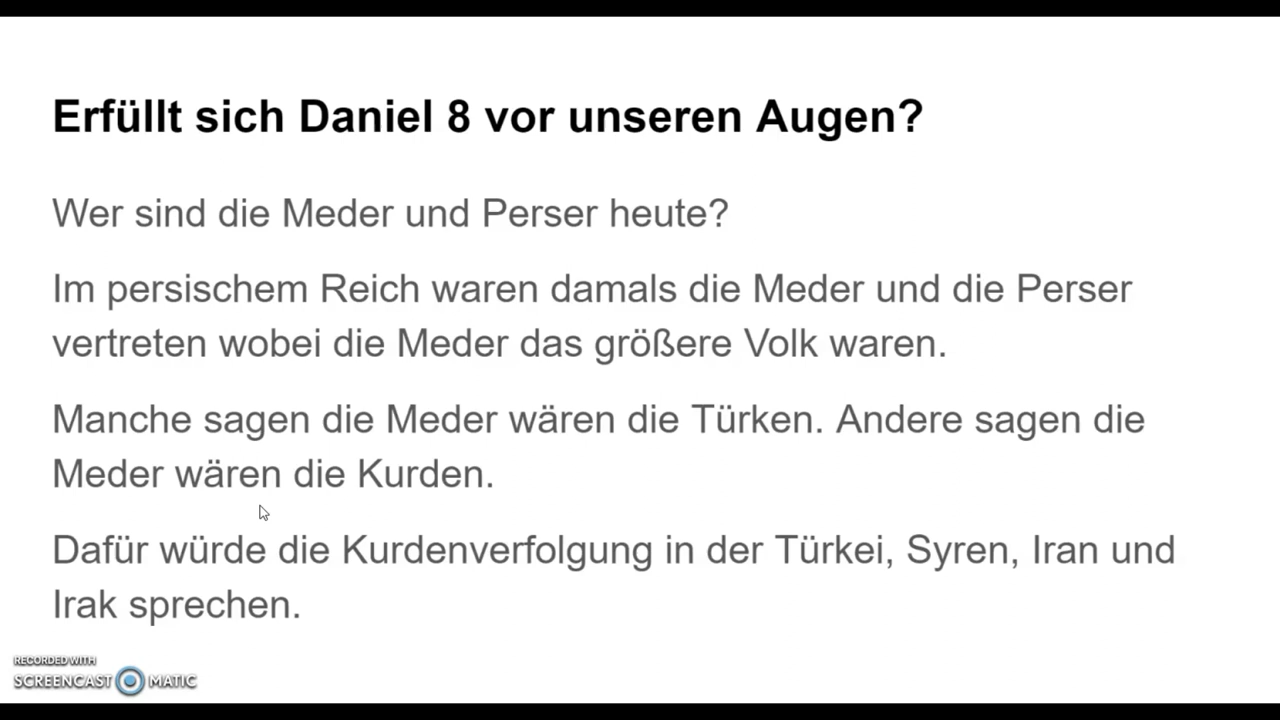 Erfüllt sich Daniel 8 vor unseren Augen?
Wer sind die Meder und Perser heute?
Im persischem Reich waren damals die Meder und die Perser
vertreten wobei die Meder das größere Volk waren.
Manche sagen die Meder wären die Türken. Andere sagen die
Meder wären die Kurden.
Dafür würde die Kurdenverfolgung in der Türkei, Syren, Iran und
Irak sprechen.
RECORDED WITH
SCREENCAST MATIC